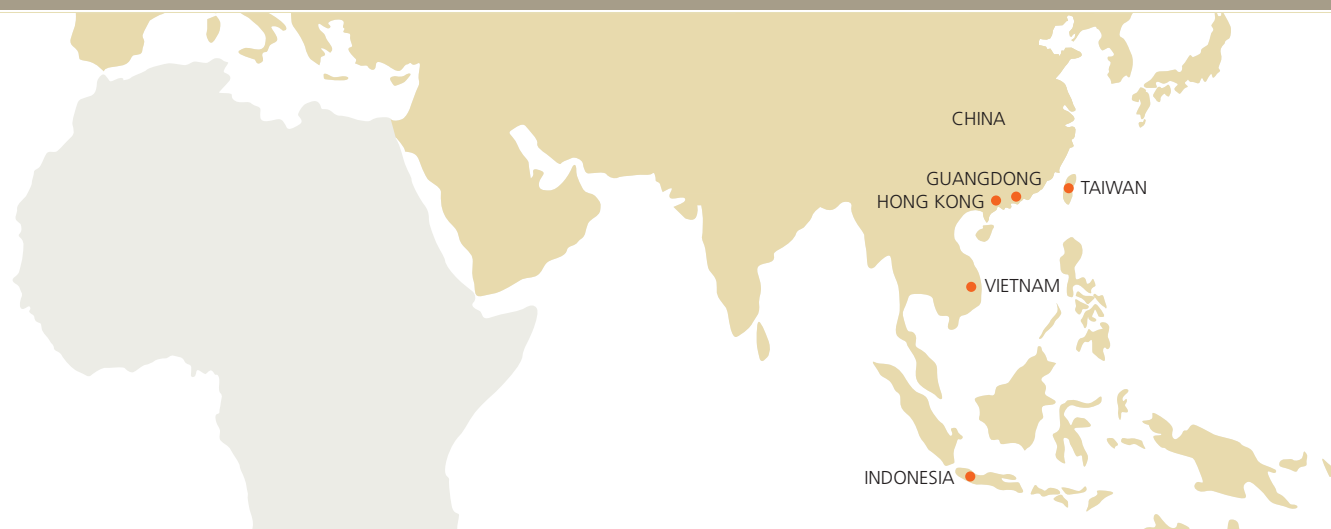 CHINA
GUANGDONG
HONG KONG
TAIWAN
VIETNAM
INDONESIA